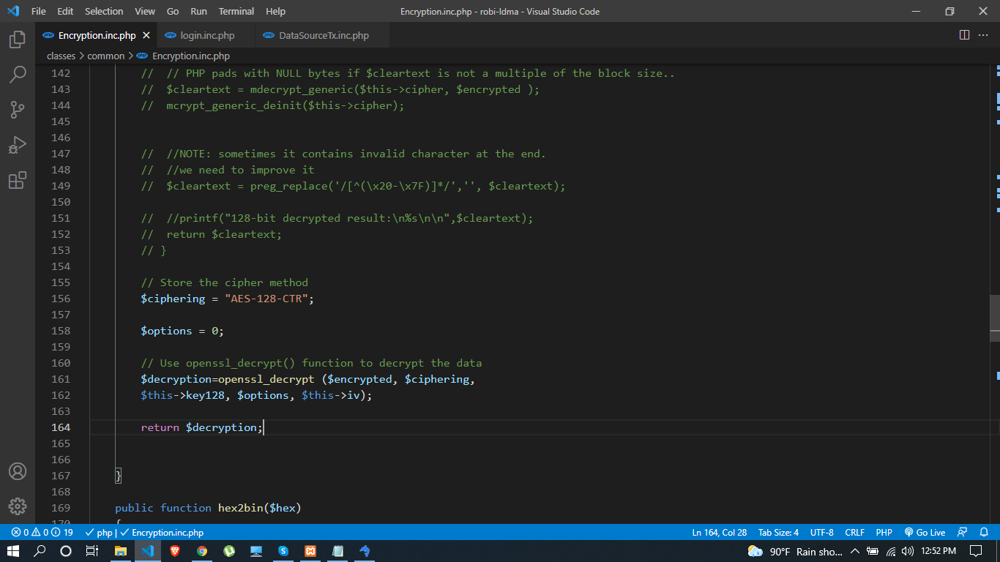 File Edit Selection View Go Run Terminal Help Encryption.inc.php - robi-ldma - Visual Studio Code
php Encryption.inc.php php login.inc.php php DataSourceTx.inc.php
classes > common > php Encryption.inc.php
142 // // PHP pads with NULL bytes if $cleartext is not a multiple of the block size..
143 // $cleartext = mdecrypt_generic($this->cipher, $encrypted );
144 // mcrypt_generic_deinit($this->cipher);
145
146
147 // //NOTE: sometimes it contains invalid character at the end.
148 // //we need to improve it
149 // $cleartext = preg_replace('/[^(\x20-\x7F)]*/','', $cleartext);
150
151 // //printf("128-bit decrypted result:\n%s\n\n",$cleartext);
152 // return $cleartext;
153 // }
154
155 // Store the cipher method
156 $ciphering = "AES-128-CTR";
157
158 $options = 0;
159
160 // Use openssl_decrypt() function to decrypt the data
161 $decryption=openssl_decrypt ($encrypted, $ciphering,
162 $this->key128, $options, $this->iv);
163
164 return $decryption;
165
166
167 }
168
169 public function hex2bin($hex)
170 {
0 0 19 php | Encryption.inc.php Ln 164, Col 28 Tab Size: 4 UTF-8 CRLF PHP Go Live
90°F Rain sho... 12:52 PM